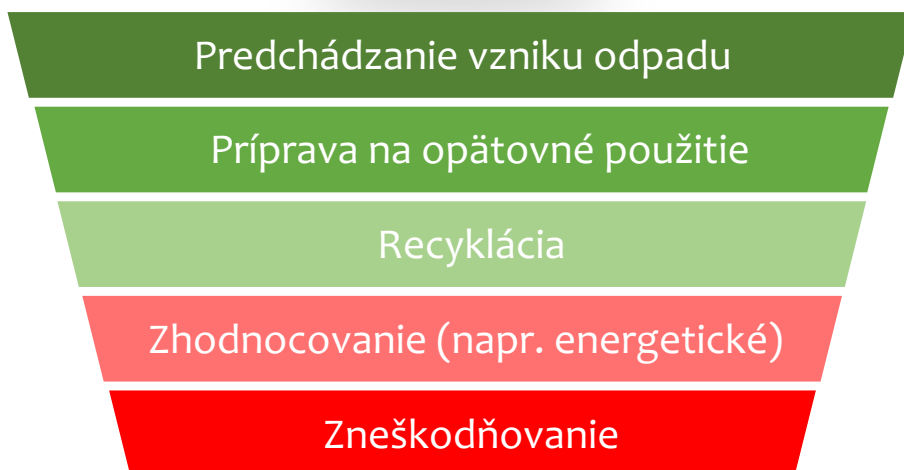 Predchádzanie vzniku odpadu
Príprava na opätovné použitie
Recyklácia
Zhodnocovanie (napr. energetické)
Zneškodňovanie